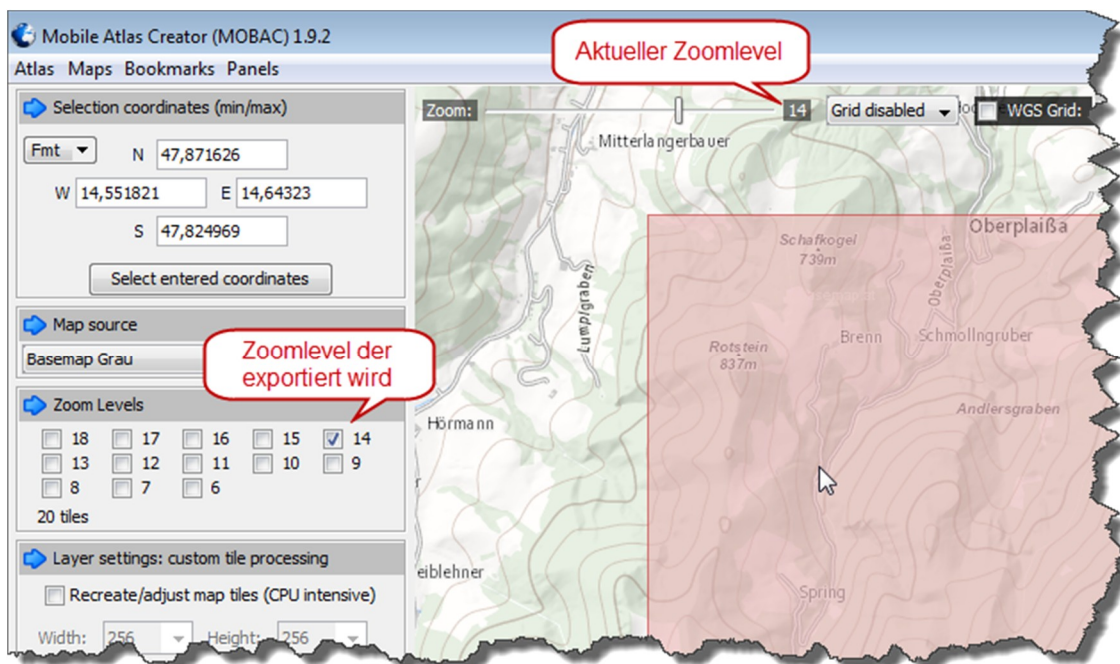 Mobile Atlas Creator (MOBAC) 1.9.2
Atlas Maps Bookmarks Panels
Aktueller Zoomlevel
Selection coordinates (min/max)
Fmt
N 47,871626
W 14,551821 E 14,64323
S 47,824969
Select entered coordinates
Map source
Basemap Grau
Zoomlevel der
exportiert wird
Zoom Levels
18 17 16 15 14
13 12 11 10 9
8 7 6
20 tiles
Layer settings: custom tile processing
Recreate/adjust map tiles (CPU intensive)
Width: 256 Height: 256
Zoom: 14 Grid disabled WGS Grid:
Mitterlangerbauer
Oberplaißa
Schafkogel
739m
Oberplaißa
Lumplgraben
Brenn Schmollngruber
Rotstein
837m
Andlersgraben
Hörmann
eiblehner
Spring